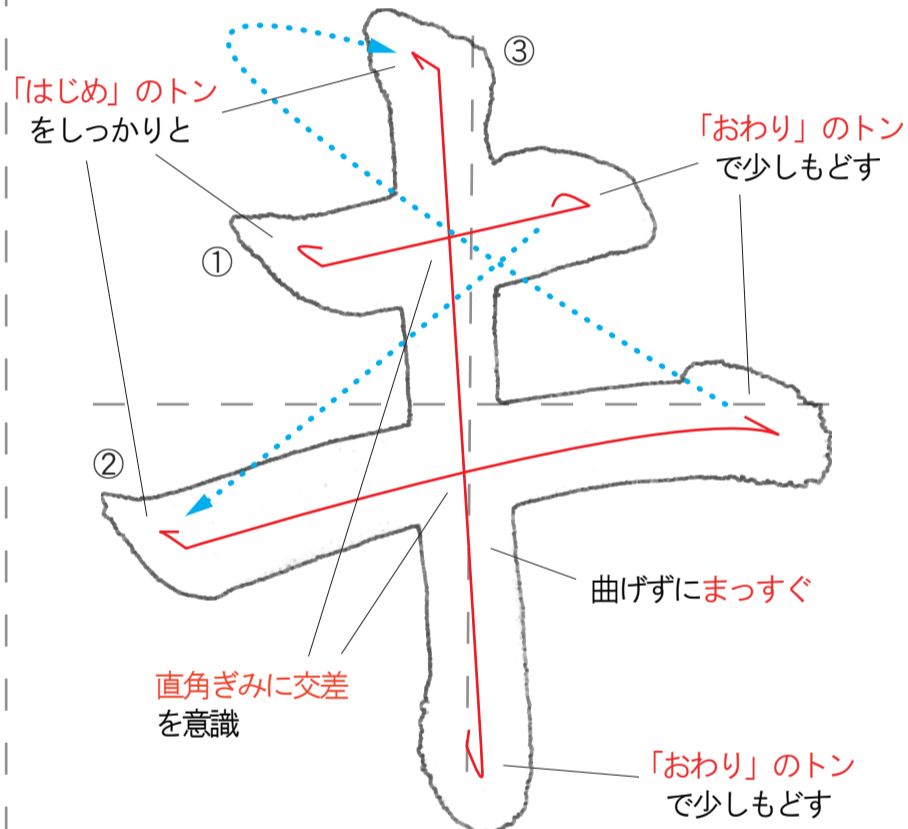 ③
「はじめ」のトン
をしっかりと
「おわり」のトン
で少しもどす
①
②
曲げずにまっすぐ
直角ぎみに交差
を意識
「おわり」のトン
で少しもどす
キ